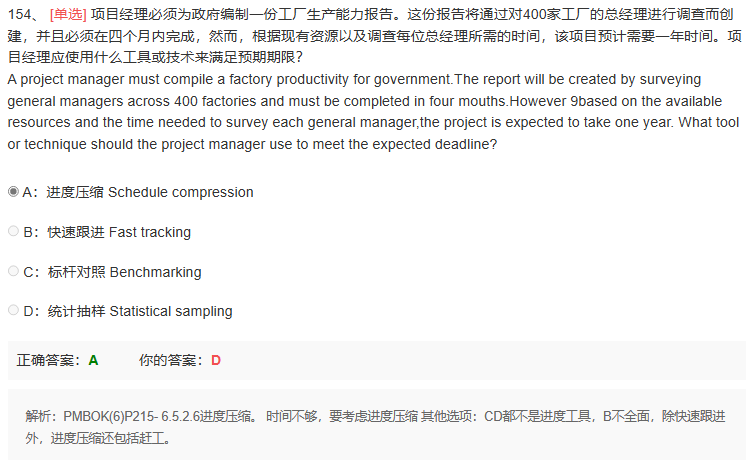 154、 [单选] 项目经理必须为政府编制一份工厂生产能力报告。这份报告将通过对400家工厂的总经理进行调查而创
建，并且必须在四个月内完成，然而，根据现有资源以及调查每位总经理所需的时间，该项目预计需要一年时间。项
目经理应使用什么工具或技术来满足预期期限？
A project manager must compile a factory productivity for government.The report will be created by surveying
general managers across 400 factories and must be completed in four mouths.However 9based on the available
resources and the time needed to survey each general manager,the project is expected to take one year. What tool
or technique should the project manager use to meet the expected deadline?
A：进度压缩 Schedule compression
B：快速跟进 Fast tracking
C：标杆对照 Benchmarking
D：统计抽样 Statistical sampling
正确答案：A 你的答案：D
解析：PMBOK(6)P215- 6.5.2.6进度压缩。 时间不够，要考虑进度压缩 其他选项：CD都不是进度工具，B不全面，除快速跟进
外，进度压缩还包括赶工。